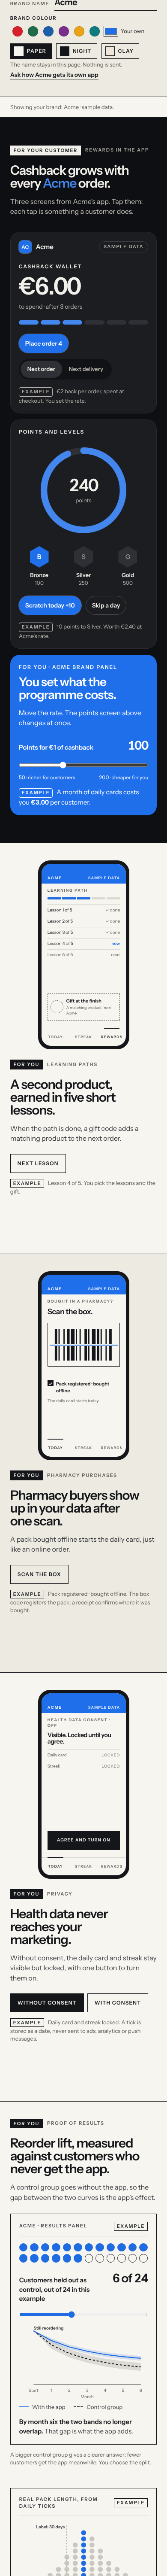 BRAND NAME Acme
BRAND COLOUR
Your own
PAPER NIGHT CLAY
The name stays in this page. Nothing is sent.
Ask how Acme gets its own app
Showing your brand: Acme · sample data.
FOR YOUR CUSTOMER REWARDS IN THE APP
Cashback grows with
every Acme order.
Three screens from Acme's app. Tap them:
each tap is something a customer does.
AC Acme SAMPLE DATA
CASHBACK WALLET
€6.00
to spend · after 3 orders
Place order 4
Next order Next delivery
EXAMPLE €2 back per order, spent at
checkout. You set the rate.
POINTS AND LEVELS
240
points
B S G
Bronze Silver Gold
100 250 500
Scratch today +10 Skip a day
EXAMPLE 10 points to Silver. Worth €2.40 at
Acme's rate.
FOR YOU · ACME BRAND PANEL
You set what the
programme costs.
Move the rate. The points screen above
changes at once.
Points for €1 of cashback 100
50 · richer for customers 200 · cheaper for you
EXAMPLE A month of daily cards costs
you €3.00 per customer.
ACME SAMPLE DATA
LEARNING PATH
Lesson 1 of 5 ✓ done
Lesson 2 of 5 ✓ done
Lesson 3 of 5 ✓ done
Lesson 4 of 5 now
Lesson 5 of 5 next
Gift at the finish
A matching product from
Acme
TODAY STREAK REWARDS
FOR YOU LEARNING PATHS
A second product,
earned in five short
lessons.
When the path is done, a gift code adds a
matching product to the next order.
NEXT LESSON
EXAMPLE Lesson 4 of 5. You pick the lessons and the
gift.
ACME SAMPLE DATA
BOUGHT IN A PHARMACY?
Scan the box.
Pack registered · bought
offline
The daily card starts today.
TODAY STREAK REWARDS
FOR YOU PHARMACY PURCHASES
Pharmacy buyers show
up in your data after
one scan.
A pack bought offline starts the daily card, just
like an online order.
SCAN THE BOX
EXAMPLE Pack registered · bought offline. The box
code registers the pack; a receipt confirms where it was
bought.
ACME SAMPLE DATA
HEALTH DATA CONSENT ·
OFF
Visible. Locked until you
agree.
Daily card LOCKED
Streak LOCKED
AGREE AND TURN ON
TODAY STREAK REWARDS
FOR YOU PRIVACY
Health data never
reaches your
marketing.
Without consent, the daily card and streak stay
visible but locked, with one button to turn
them on.
WITHOUT CONSENT WITH CONSENT
EXAMPLE Daily card and streak locked. A tick is
stored as a date, never sent to ads, analytics or push
messages.
FOR YOU PROOF OF RESULTS
Reorder lift, measured
against customers who
never get the app.
A control group goes without the app, so the
gap between the two curves is the app's effect.
ACME · RESULTS PANEL EXAMPLE
Customers held out as
control, out of 24 in this
example
6 of 24
Still reordering
Start 1 2 3 4 5 6
Month
With the app Control group
By month six the two bands no longer
overlap. That gap is what the app adds.
A bigger control group gives a clearer answer; fewer
customers get the app meanwhile. You choose the split.
REAL PACK LENGTH, FROM
DAILY TICKS
EXAMPLE
Label: 30 days